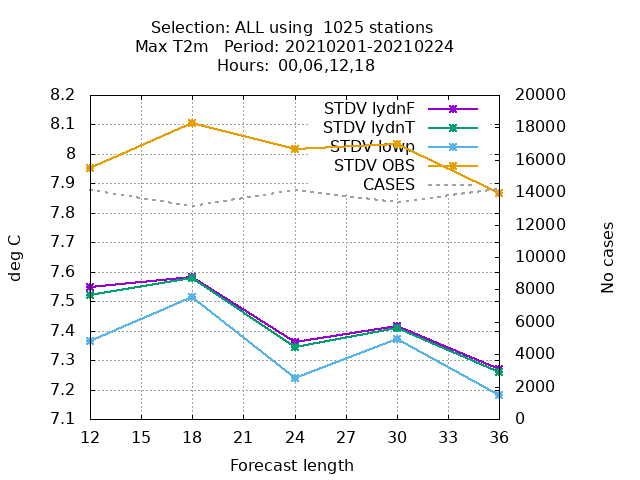 Selection: ALL using  1025 stations
Max T2m   Period: 20210201-20210224
Hours:  00,06,12,18
8.2
8.1
8
7.9
7.8
7.7
7.6
7.5
7.4
7.3
7.2
7.1
deg C
STDV lydnF
STDV lydnT
STDV lowp
STDV OBS
CASES
20000
18000
16000
14000
12000
10000
8000
6000
4000
2000
0
No cases
12 15 18 21 24 27 30 33 36
Forecast length